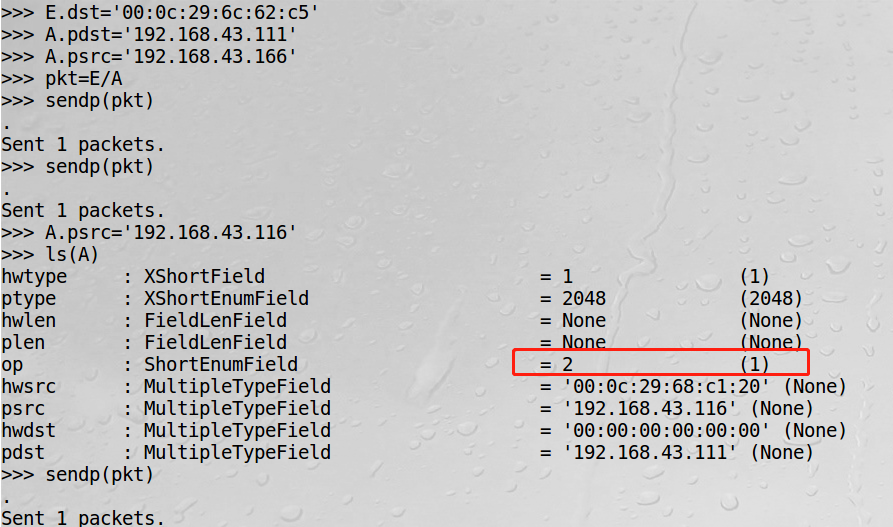 >>> E.dst='00:0c:29:6c:62:c5'
>>> A.pdst='192.168.43.111'
>>> A.psrc='192.168.43.166'
>>> pkt=E/A
>>> sendp(pkt)
.
Sent 1 packets.
>>> sendp(pkt)
.
Sent 1 packets.
>>> A.psrc='192.168.43.116'
>>> ls(A)
hwtype     : XShortField                         = 1               (1)
ptype      : XShortEnumField                     = 2048            (2048)
hwlen      : FieldLenField                       = None            (None)
plen       : FieldLenField                       = None            (None)
op         : ShortEnumField                      = 2               (1)
hwsrc      : MultipleTypeField                   = '00:0c:29:68:c1:20' (None)
psrc       : MultipleTypeField                   = '192.168.43.116' (None)
hwdst      : MultipleTypeField                   = '00:00:00:00:00:00' (None)
pdst       : MultipleTypeField                   = '192.168.43.111' (None)
>>> sendp(pkt)
.
Sent 1 packets.